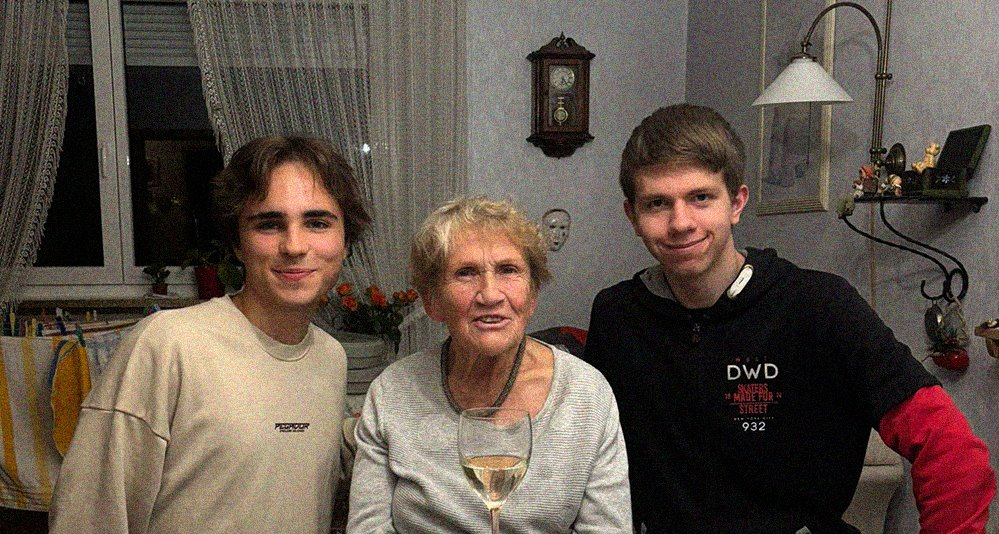 PEGADOR
DWD
SKATERS
MADE FOR
STREET
NEW YORK CITY
932